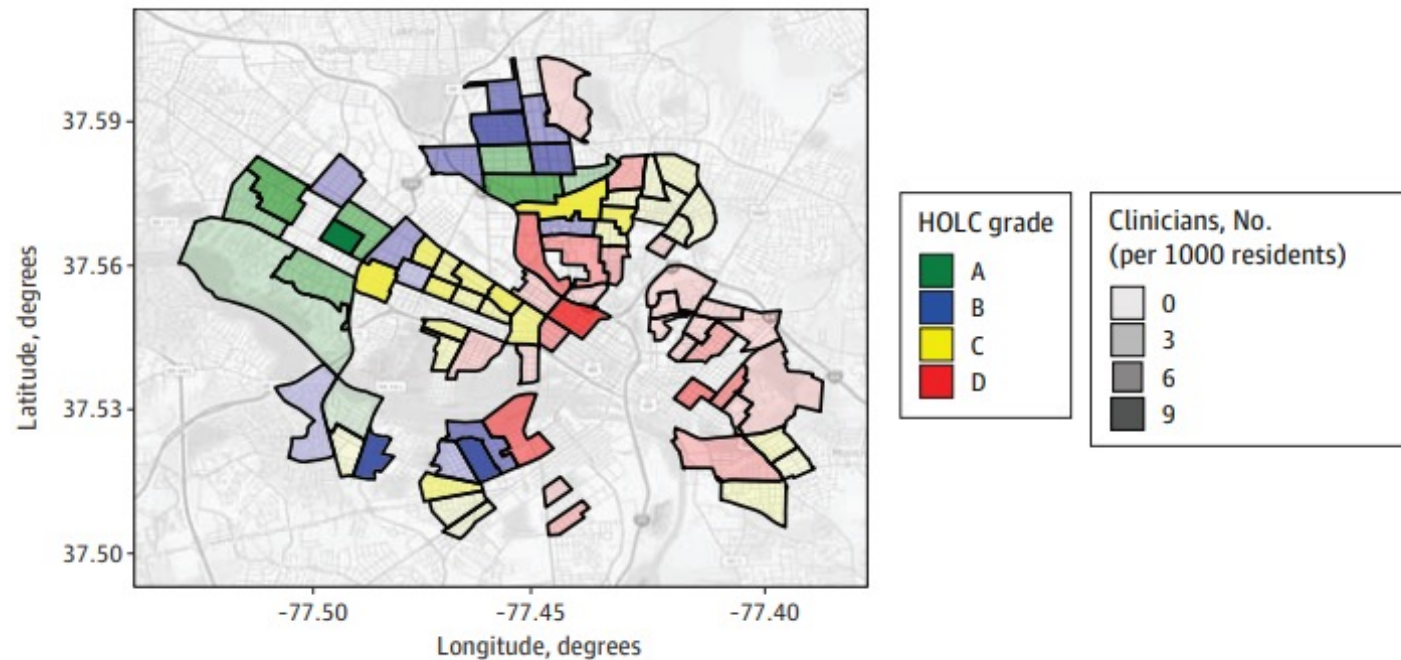 37.59
37.56
37.53
37.50
Latitude, degrees
-77.50
-77.45
-77.40
Longitude, degrees
HOLC grade
A
B
C
D
Clinicians, No.
(per 1000 residents)
0
3
6
9